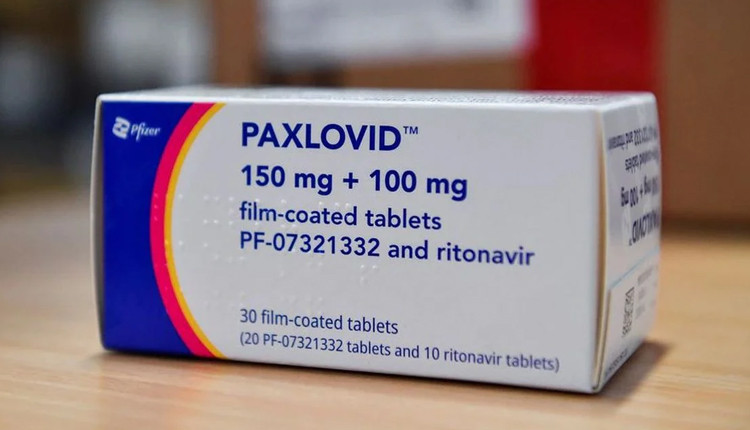 Pfizer
PAXLOVID™
150 mg + 100 mg
film-coated tablets
PF-07321332 and ritonavir
30 film-coated tablets
(20 PF-07321332 tablets and 10 ritonavir tablets)
PAXLOVID